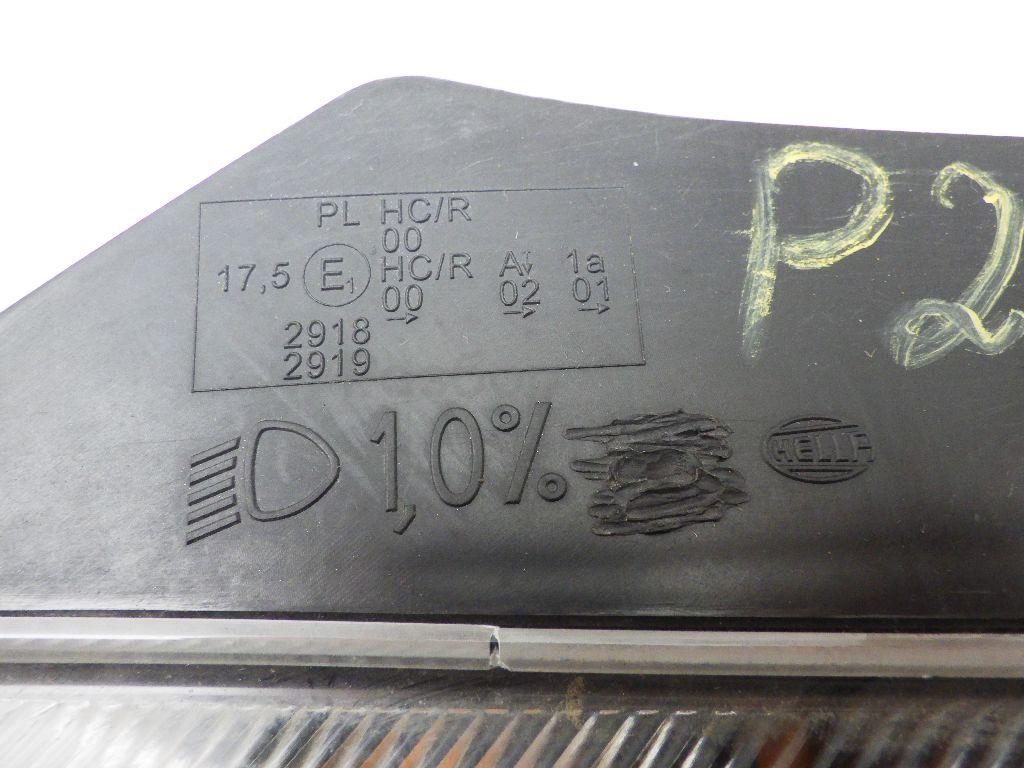 PL HC/R
00
17,5 E1 HC/R A↕ 1a
00 02 01
→ → →
2918
2919
1,0%
HELLA
P2